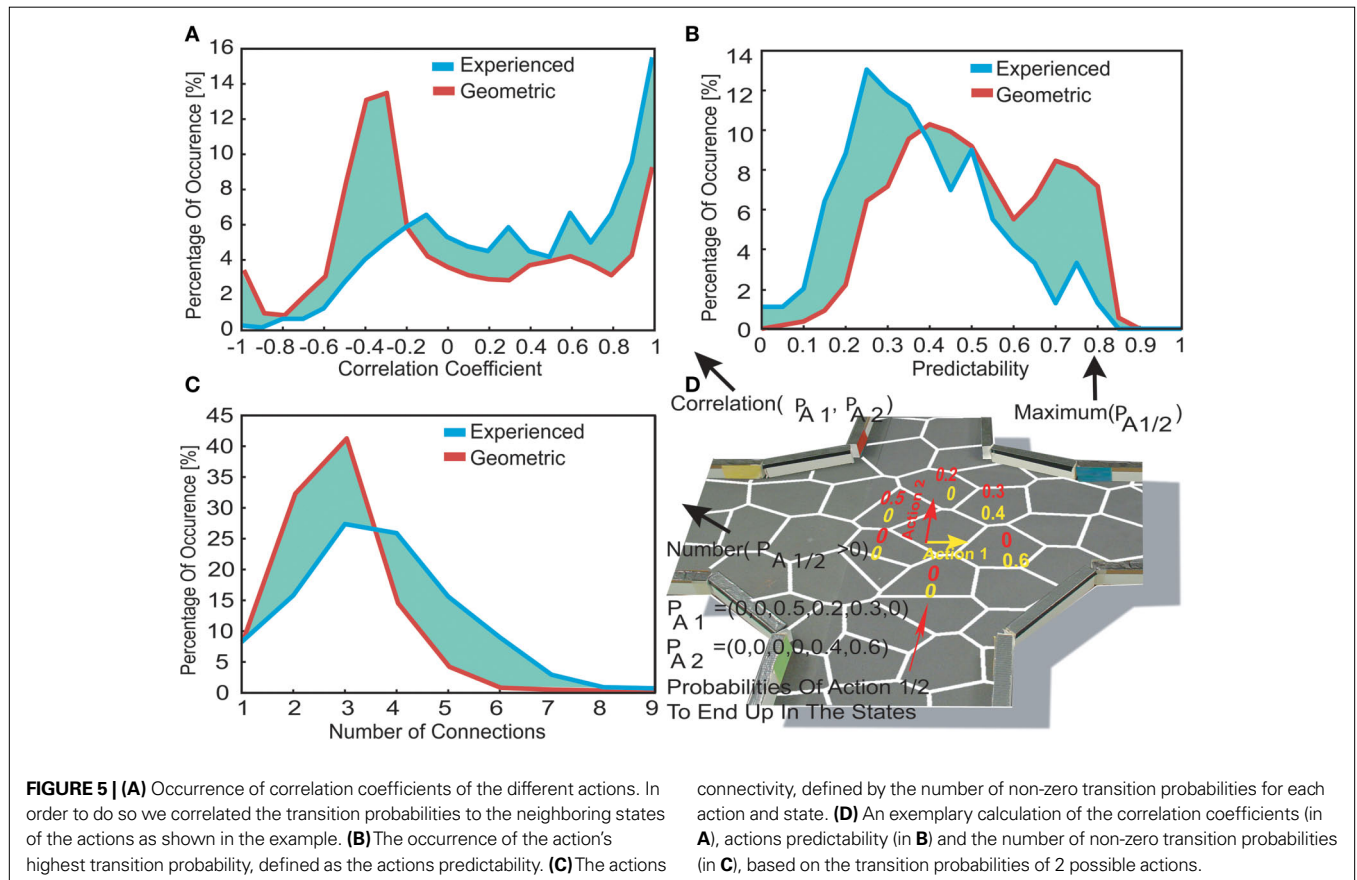 A
16
14
12
10
8
6
4
2
0
Percentage Of Occurence [%]
Experienced
Geometric
-1 -0.8 -0.6 -0.4 -0.2 0 0.2 0.4 0.6 0.8 1
Correlation Coefficient
B
14
12
10
8
6
4
2
0
Percentage Of Occurence [%]
Experienced
Geometric
0 0.1 0.2 0.3 0.4 0.5 0.6 0.7 0.8 0.9 1
Predictability
C
45
40
35
30
25
20
15
10
5
0
Percentage Of Occurence [%]
Experienced
Geometric
1 2 3 4 5 6 7 8 9
Number of Connections
D
Correlation( P A 1, P A 2)
Maximum(P A1/2)
0.2
0
0.5
0
0.3
0.4
Action 2
0
0
Action 1
0
0.6
0
0
Number( P A 1/2 >0)
P A 1 =(0,0,0.5,0.2,0.3,0)
P A 2 =(0,0,0,0,0.4,0.6)
Probabilities Of Action 1/2
To End Up In The States
FIGURE 5 | (A) Occurrence of correlation coefficients of the different actions. In
order to do so we correlated the transition probabilities to the neighboring states
of the actions as shown in the example. (B) The occurrence of the action's
highest transition probability, defined as the actions predictability. (C) The actions
connectivity, defined by the number of non-zero transition probabilities for each
action and state. (D) An exemplary calculation of the correlation coefficients (in
A), actions predictability (in B) and the number of non-zero transition probabilities
(in C), based on the transition probabilities of 2 possible actions.